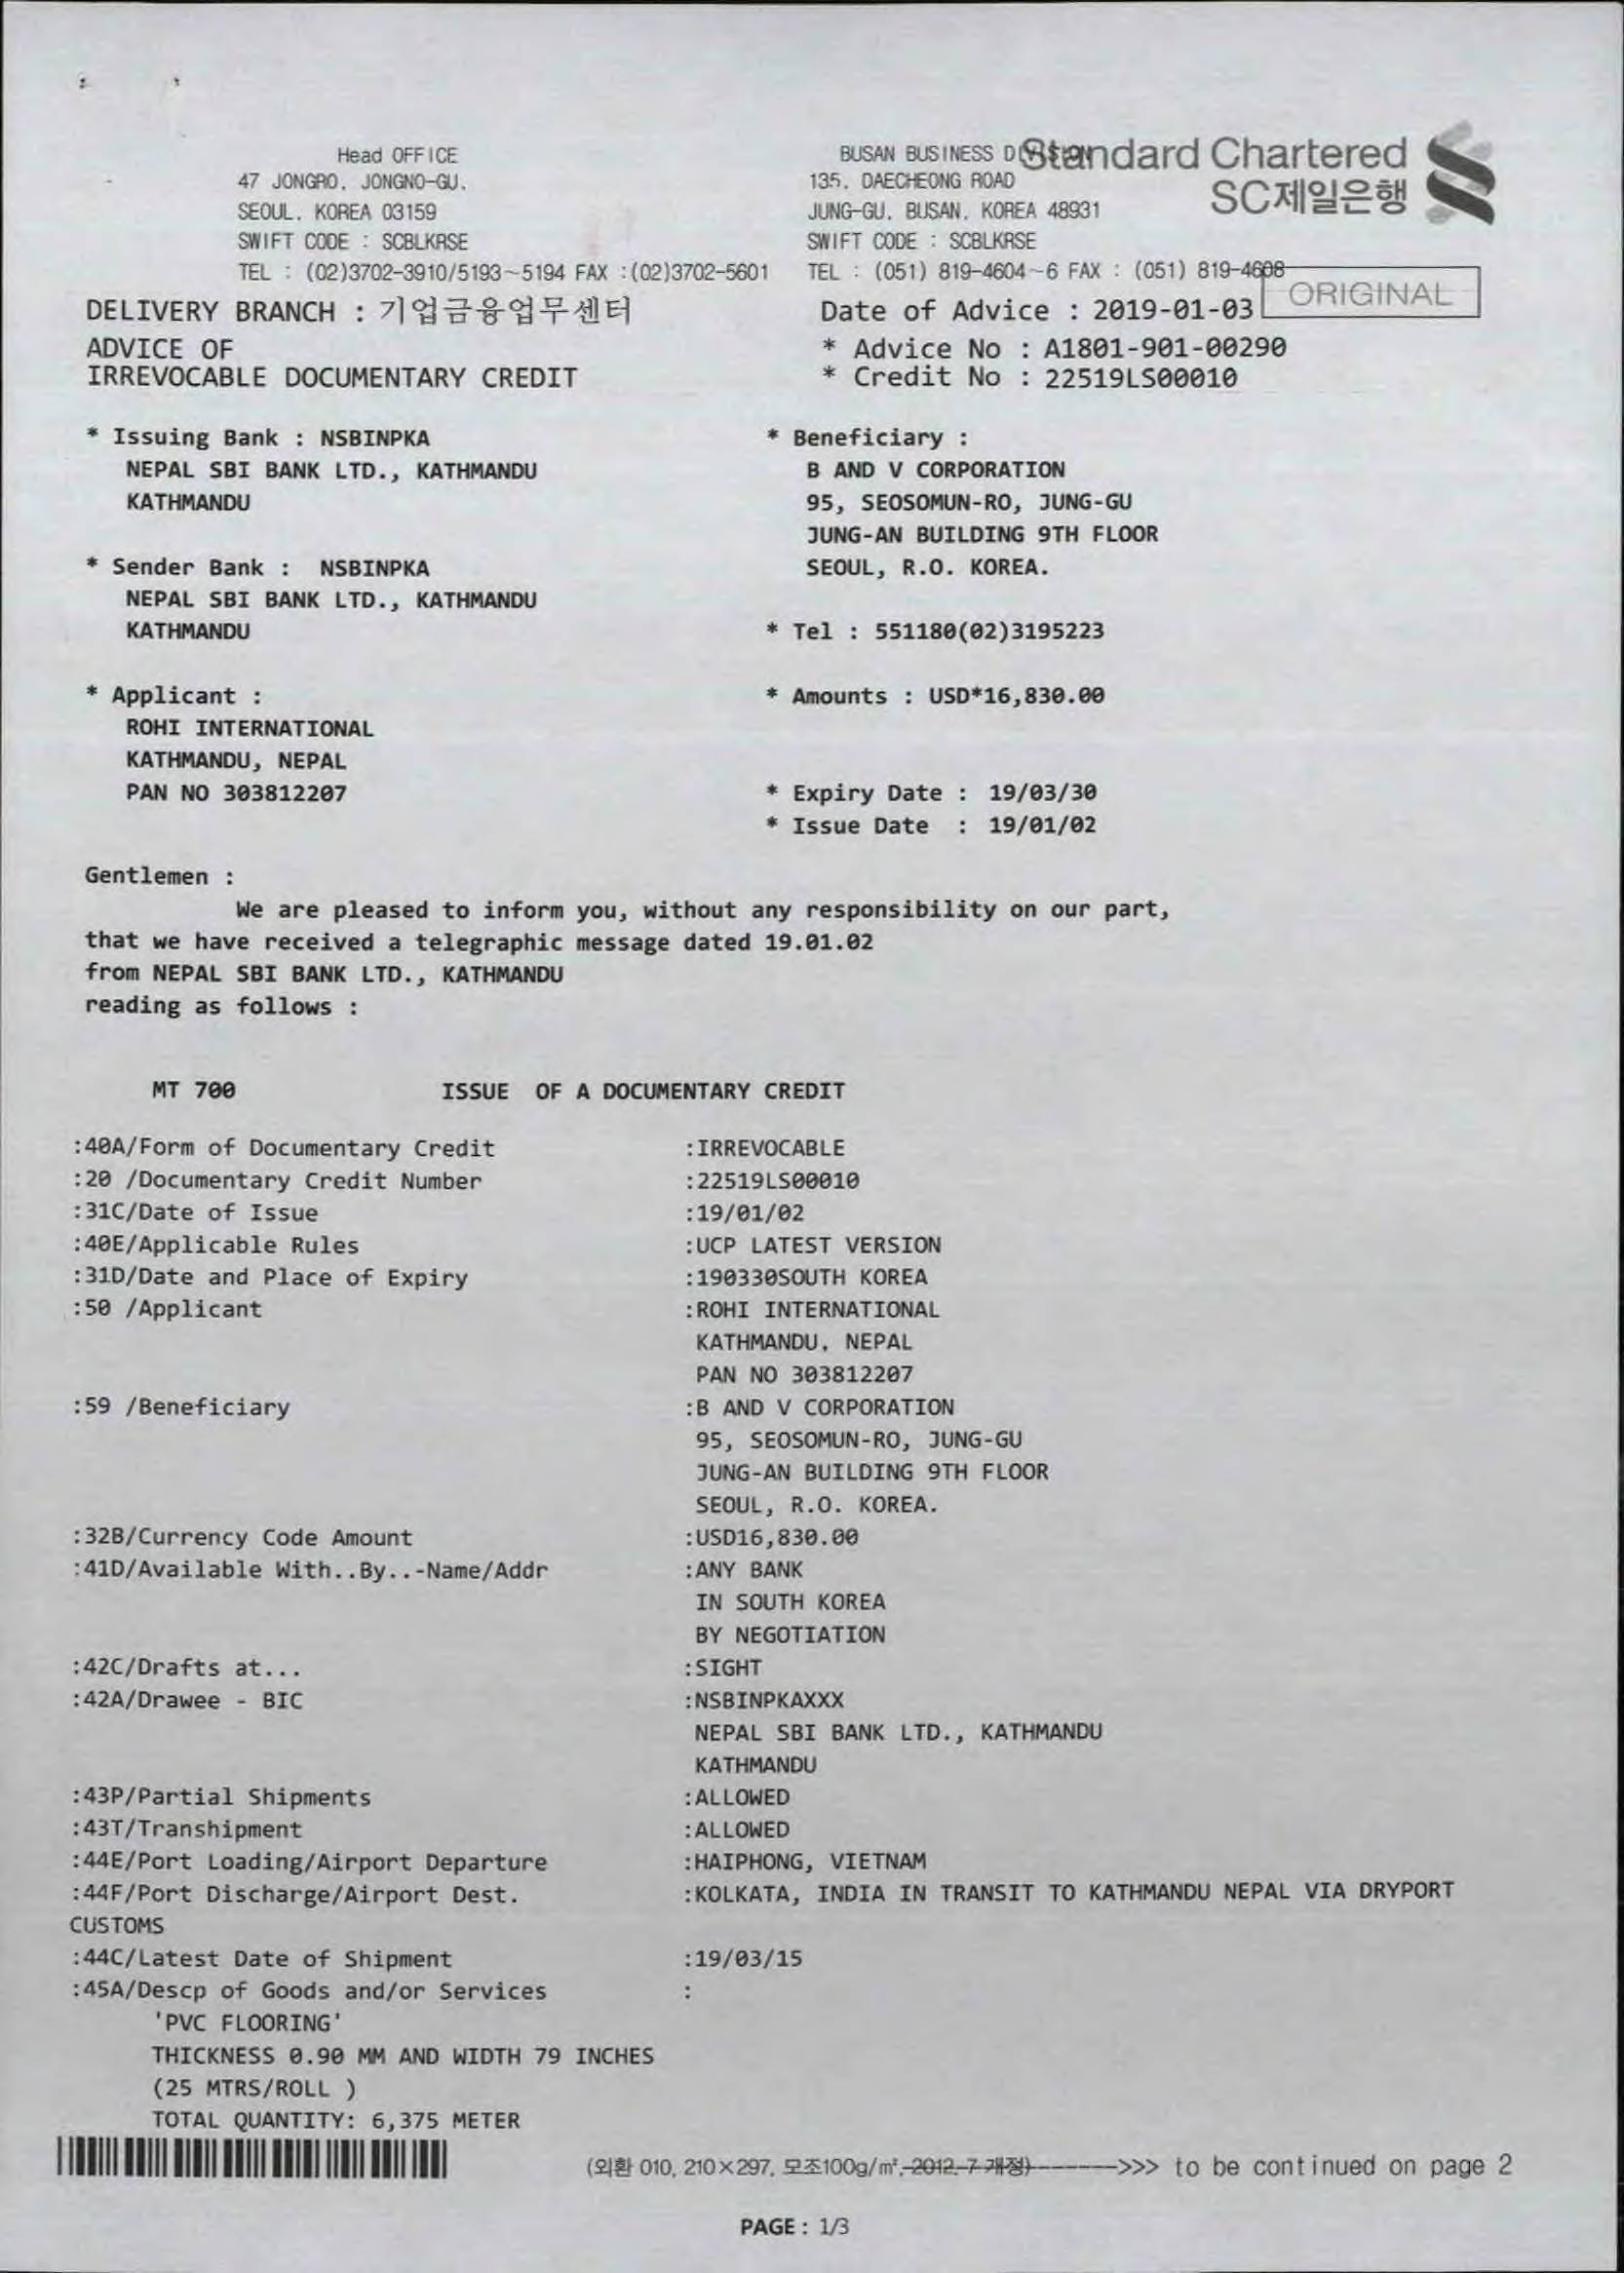 Head OFFICE
47 JONGRO, JONGNO-GU,
SEOUL, KOREA 03159
SWIFT CODE : SCBLKRSE
TEL : (02)3702-3910/5193~5194 FAX :(02)3702-5601
BUSAN BUSINESS
135, DAECHEONG ROAD
JUNG-GU, BUSAN, KOREA 48931
SWIFT CODE : SCBLKRSE
TEL : (051) 819-4604~6 FAX : (051) 819-4608
Standard Chartered
SC제일은행
ORIGINAL
DELIVERY BRANCH : 기업금융업무센터
Date of Advice : 2019-01-03
ADVICE OF
* Advice No : A1801-901-00290
IRREVOCABLE DOCUMENTARY CREDIT
* Credit No : 22519LS00010
* Issuing Bank : NSBINPKA
NEPAL SBI BANK LTD., KATHMANDU
KATHMANDU
* Beneficiary :
B AND V CORPORATION
95, SEOSOMUN-RO, JUNG-GU
JUNG-AN BUILDING 9TH FLOOR
SEOUL, R.O. KOREA.
* Sender Bank : NSBINPKA
NEPAL SBI BANK LTD., KATHMANDU
KATHMANDU
* Tel : 551180(02)3195223
* Applicant :
ROHI INTERNATIONAL
KATHMANDU, NEPAL
PAN NO 303812207
* Amounts : USD*16,830.00
* Expiry Date : 19/03/30
* Issue Date : 19/01/02
Gentlemen :
We are pleased to inform you, without any responsibility on our part,
that we have received a telegraphic message dated 19.01.02
from NEPAL SBI BANK LTD., KATHMANDU
reading as follows :
MT 700 ISSUE OF A DOCUMENTARY CREDIT
:40A/Form of Documentary Credit :IRREVOCABLE
:20 /Documentary Credit Number :22519LS00010
:31C/Date of Issue :19/01/02
:40E/Applicable Rules :UCP LATEST VERSION
:31D/Date and Place of Expiry :190330SOUTH KOREA
:50 /Applicant :ROHI INTERNATIONAL
KATHMANDU, NEPAL
PAN NO 303812207
:59 /Beneficiary :B AND V CORPORATION
95, SEOSOMUN-RO, JUNG-GU
JUNG-AN BUILDING 9TH FLOOR
SEOUL, R.O. KOREA.
:32B/Currency Code Amount :USD16,830.00
:41D/Available With..By..-Name/Addr :ANY BANK
IN SOUTH KOREA
BY NEGOTIATION
:42C/Drafts at... :SIGHT
:42A/Drawee - BIC :NSBINPKAXXX
NEPAL SBI BANK LTD., KATHMANDU
KATHMANDU
:43P/Partial Shipments :ALLOWED
:43T/Transhipment :ALLOWED
:44E/Port Loading/Airport Departure :HAIPHONG, VIETNAM
:44F/Port Discharge/Airport Dest. :KOLKATA, INDIA IN TRANSIT TO KATHMANDU NEPAL VIA DRYPORT
CUSTOMS
:44C/Latest Date of Shipment :19/03/15
:45A/Descp of Goods and/or Services :
'PVC FLOORING'
THICKNESS 0.90 MM AND WIDTH 79 INCHES
(25 MTRS/ROLL )
TOTAL QUANTITY: 6,375 METER
(외환 010, 210×297, 모조100g/㎡, 2012. 7 개정)------->>> to be continued on page 2
PAGE : 1/3